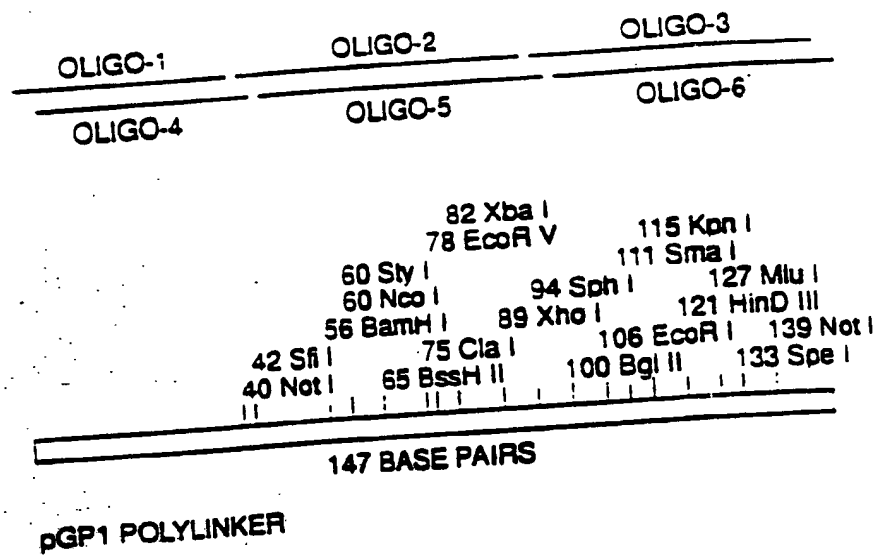 OLIGO-1 OLIGO-2 OLIGO-3
OLIGO-4 OLIGO-5 OLIGO-6
82 Xba I
78 EcoR V
115 Kpn I
111 Sma I
60 Sty I
60 Nco I
56 BamH I
94 Sph I
89 Xho I
127 Mlu I
121 HinD III
42 Sfi I
40 Not I
75 Cla I
65 BssH II
106 EcoR I
100 Bgl II
139 Not I
133 Spe I
147 BASE PAIRS
pGP1 POLYLINKER